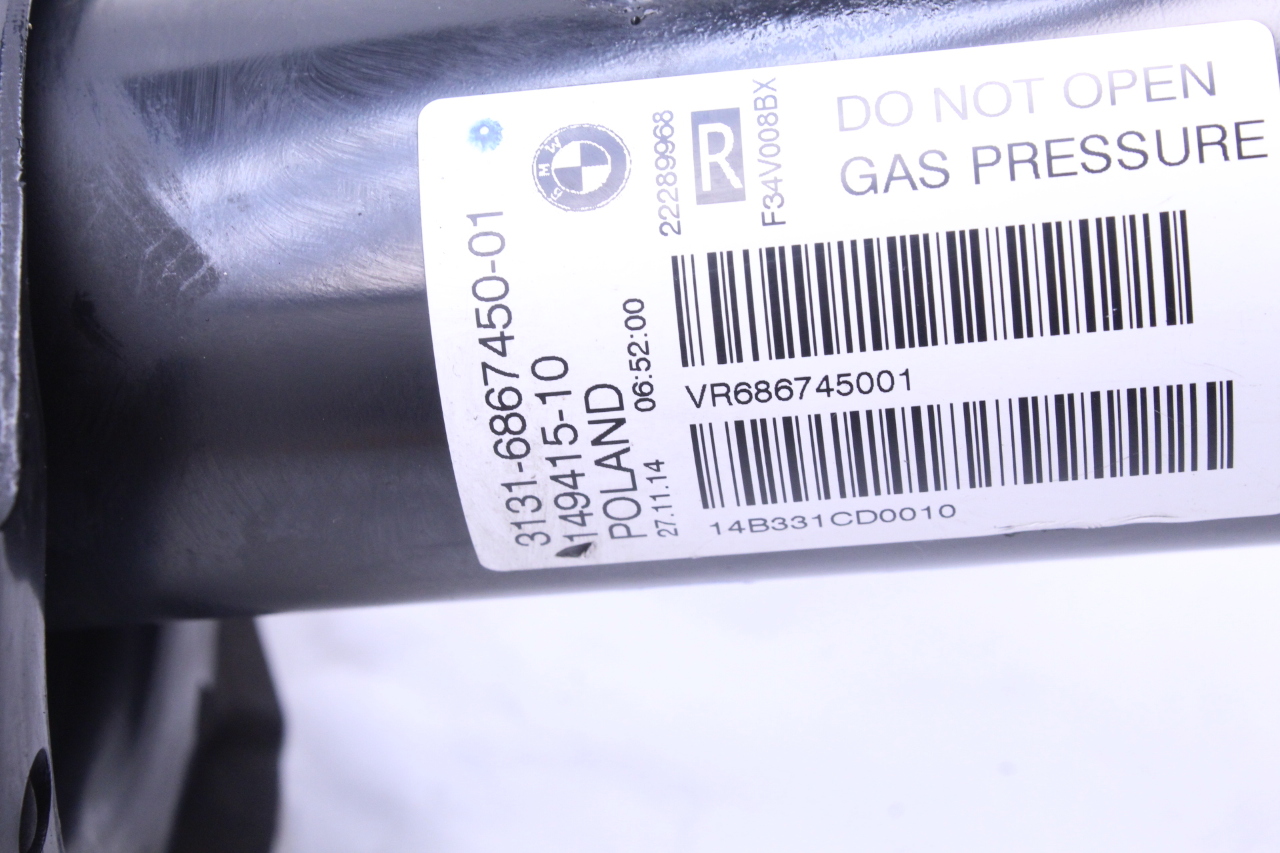 DO NOT OPEN
GAS PRESSURE
BMW
22289968
R
F34V008BX
3131-6867450-01
149415-10
POLAND
27.11.14 06:52:00
VR686745001
14B331CD0010